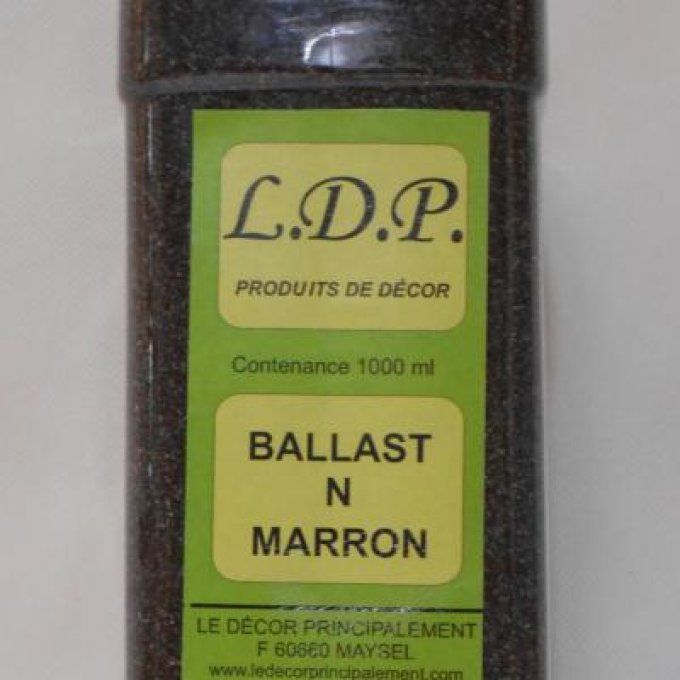 L.D.P.
PRODUITS DE DÉCOR
Contenance 1000 ml
BALLAST
N
MARRON
LE DÉCOR PRINCIPALEMENT
F 60660 MAYSEL
www.ledecorprincipalement.com